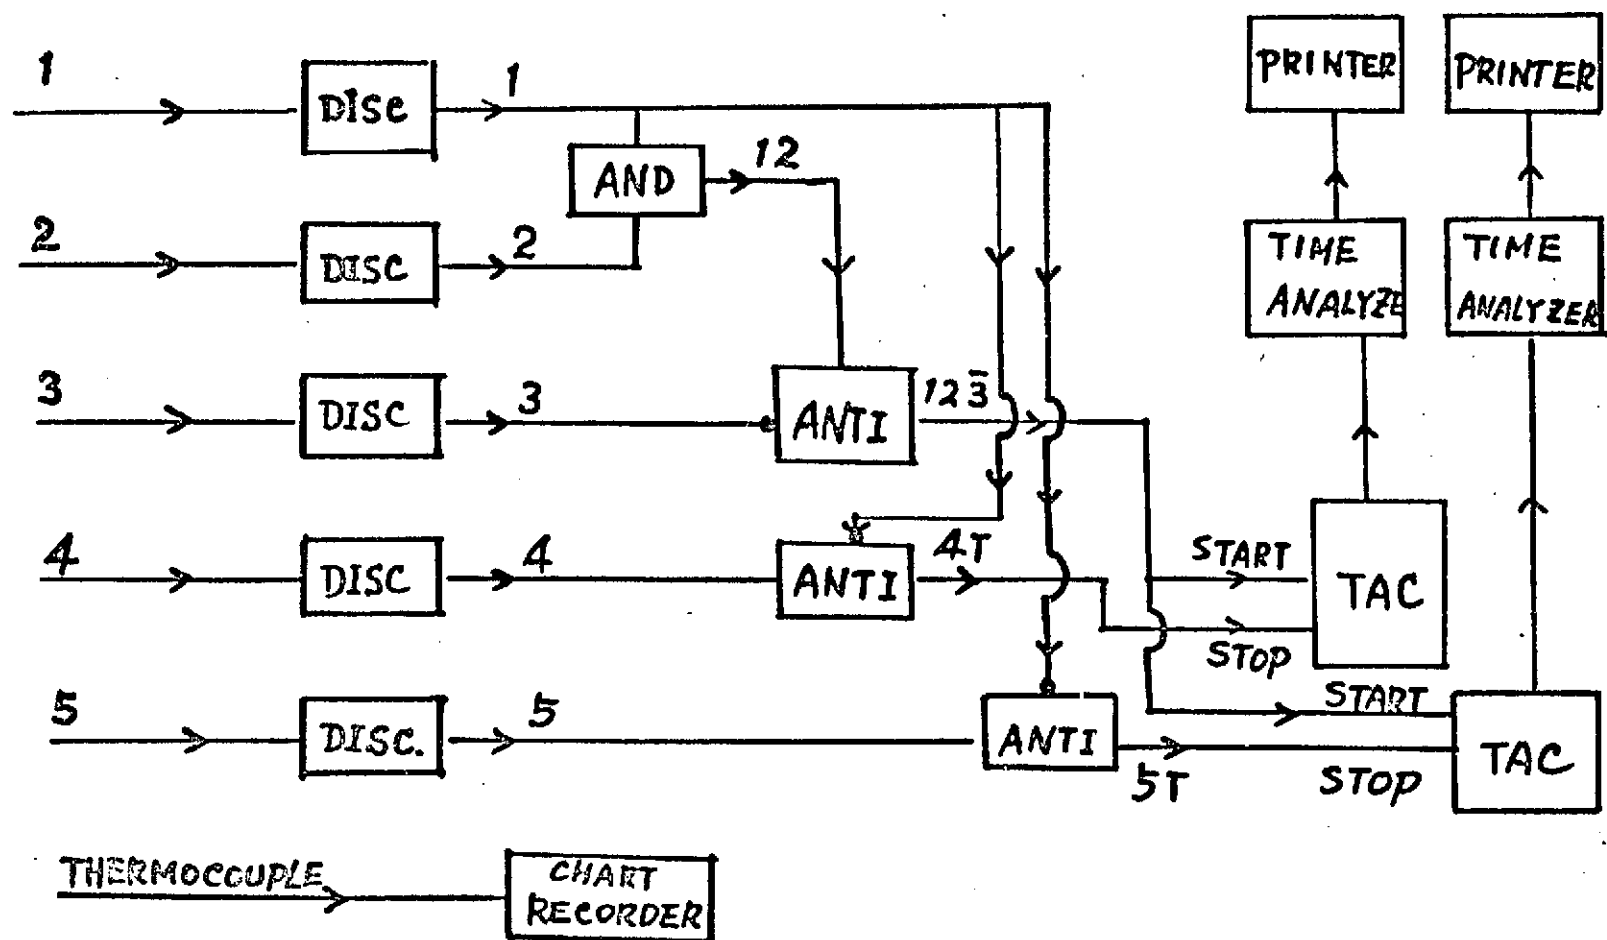 1
DISC
1
AND
12
PRINTER
PRINTER
2
DISC
2
TIME
ANALYZE
TIME
ANALYZER
3
DISC
3
ANTI
123̅
4
DISC
4
ANTI
4T
START
STOP
TAC
5
DISC.
5
ANTI
5T
START
STOP
TAC
THERMOCOUPLE
CHART
RECORDER